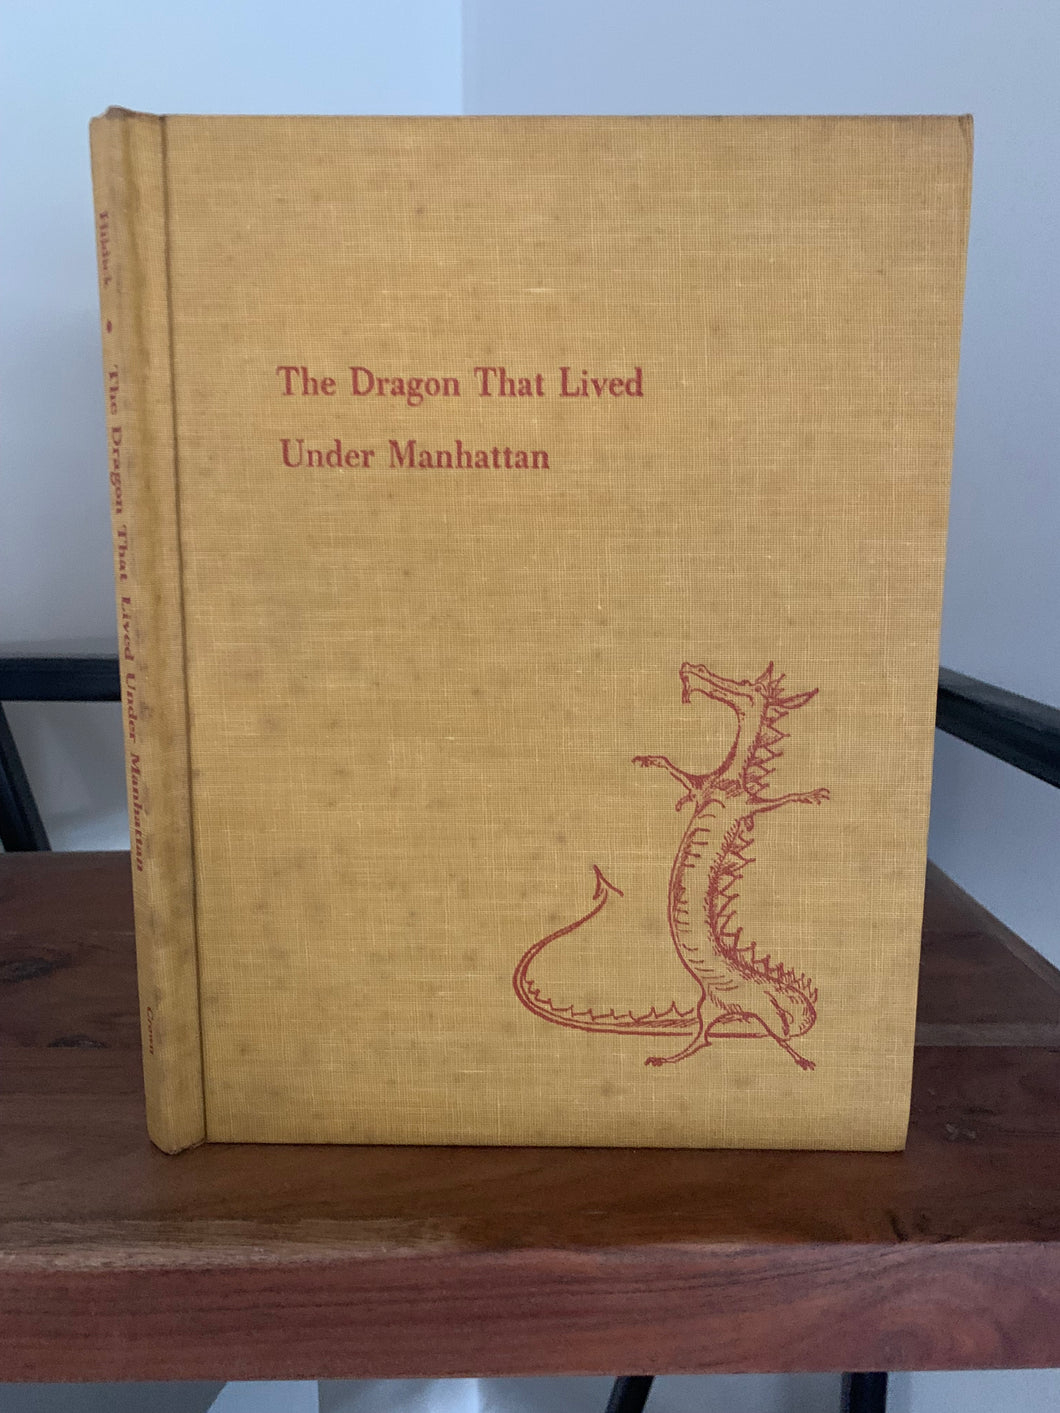 The Dragon That Lived
Under Manhattan
Hildick • The Dragon That Lived Under Manhattan Crown